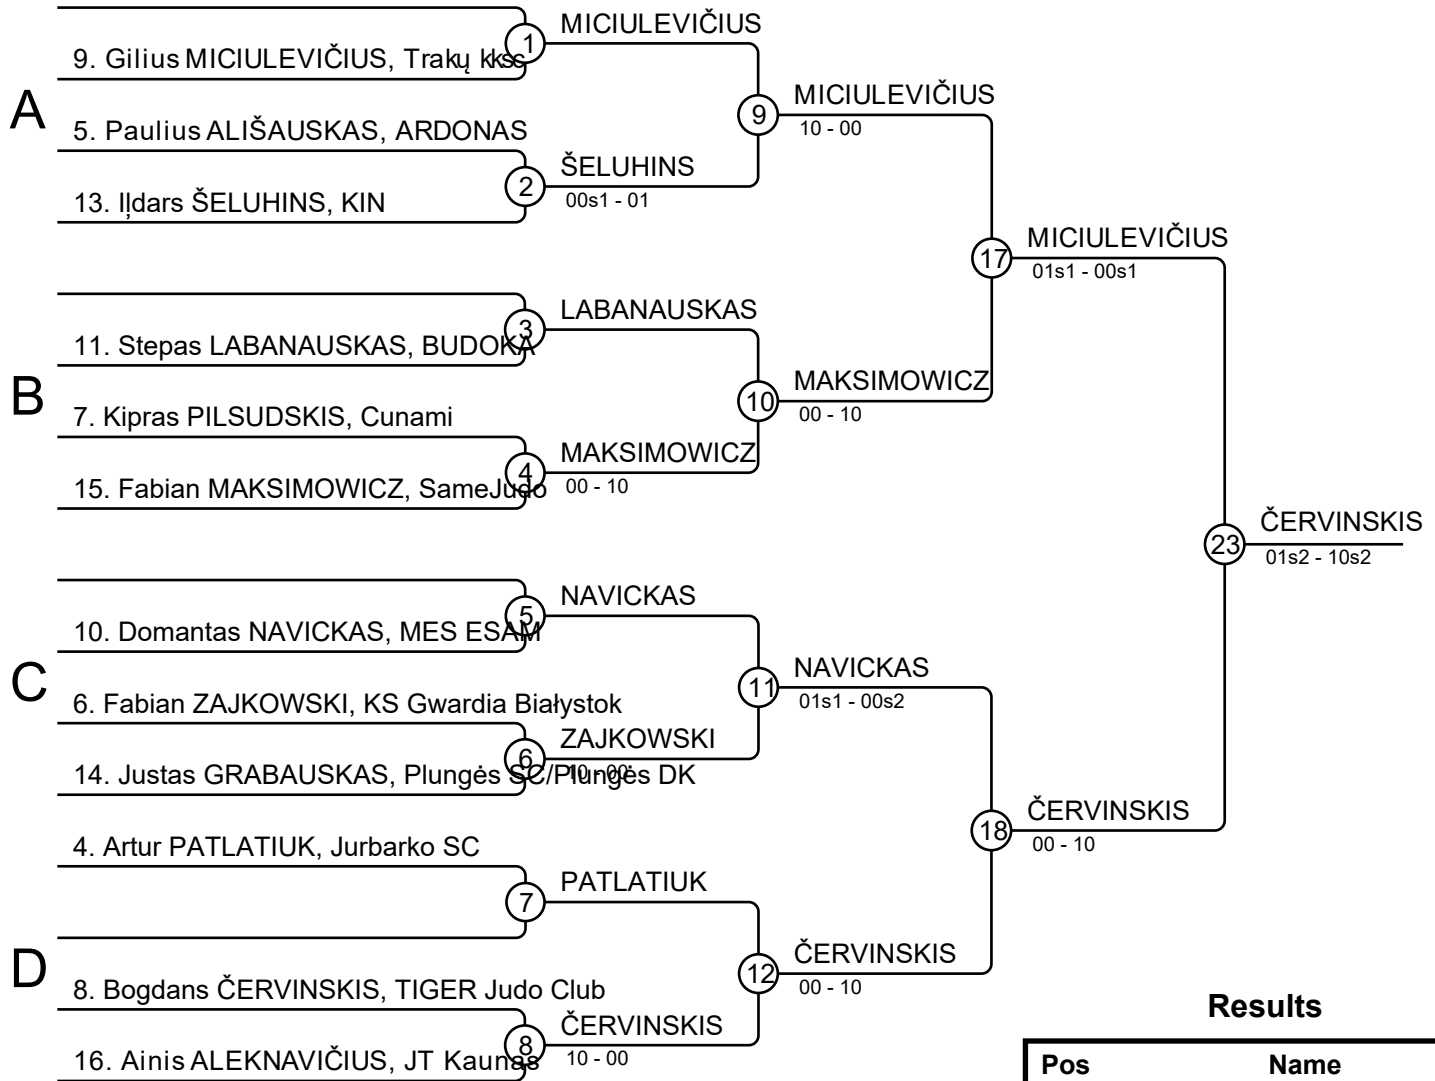 1
MICIULEVIČIUS
9. Gilius MICIULEVIČIUS, Trakų kksc
A
9
MICIULEVIČIUS
10 - 00
5. Paulius ALIŠAUSKAS, ARDONAS
2
ŠELUHINS
00s1 - 01
13. Iļdars ŠELUHINS, KIN
17
MICIULEVIČIUS
01s1 - 00s1
3
LABANAUSKAS
11. Stepas LABANAUSKAS, BUDOKA
B
10
MAKSIMOWICZ
00 - 10
7. Kipras PILSUDSKIS, Cunami
4
MAKSIMOWICZ
00 - 10
15. Fabian MAKSIMOWICZ, SameJudo
23
ČERVINSKIS
01s2 - 10s2
5
NAVICKAS
10. Domantas NAVICKAS, MES ESAM
C
11
NAVICKAS
01s1 - 00s2
6. Fabian ZAJKOWSKI, KS Gwardia Białystok
6
ZAJKOWSKI
10 - 00
14. Justas GRABAUSKAS, Plungės SC/Plungės DK
18
ČERVINSKIS
00 - 10
4. Artur PATLATIUK, Jurbarko SC
7
PATLATIUK
D
12
ČERVINSKIS
00 - 10
8. Bogdans ČERVINSKIS, TIGER Judo Club
8
ČERVINSKIS
10 - 00
16. Ainis ALEKNAVIČIUS, JT Kaunas
Results
Pos Name